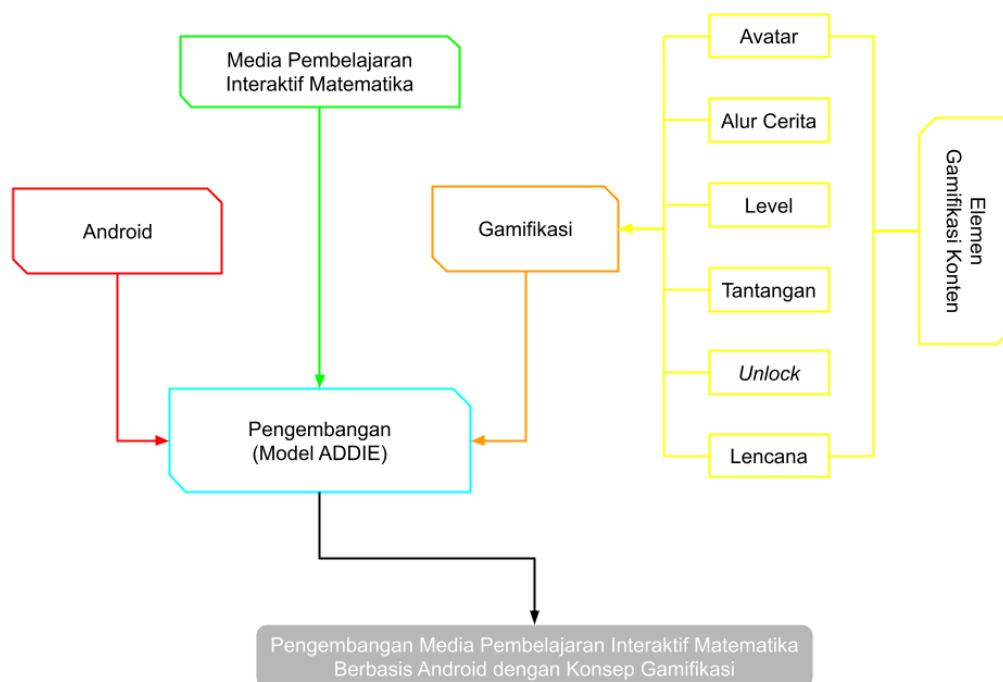 Media Pembelajaran
Interaktif Matematika
Android
Gamifikasi
Avatar
Alur Cerita
Level
Tantangan
Unlock
Lencana
Elemen
Gamifikasi Konten
Pengembangan
(Model ADDIE)
Pengembangan Media Pembelajaran Interaktif Matematika
Berbasis Android dengan Konsep Gamifikasi